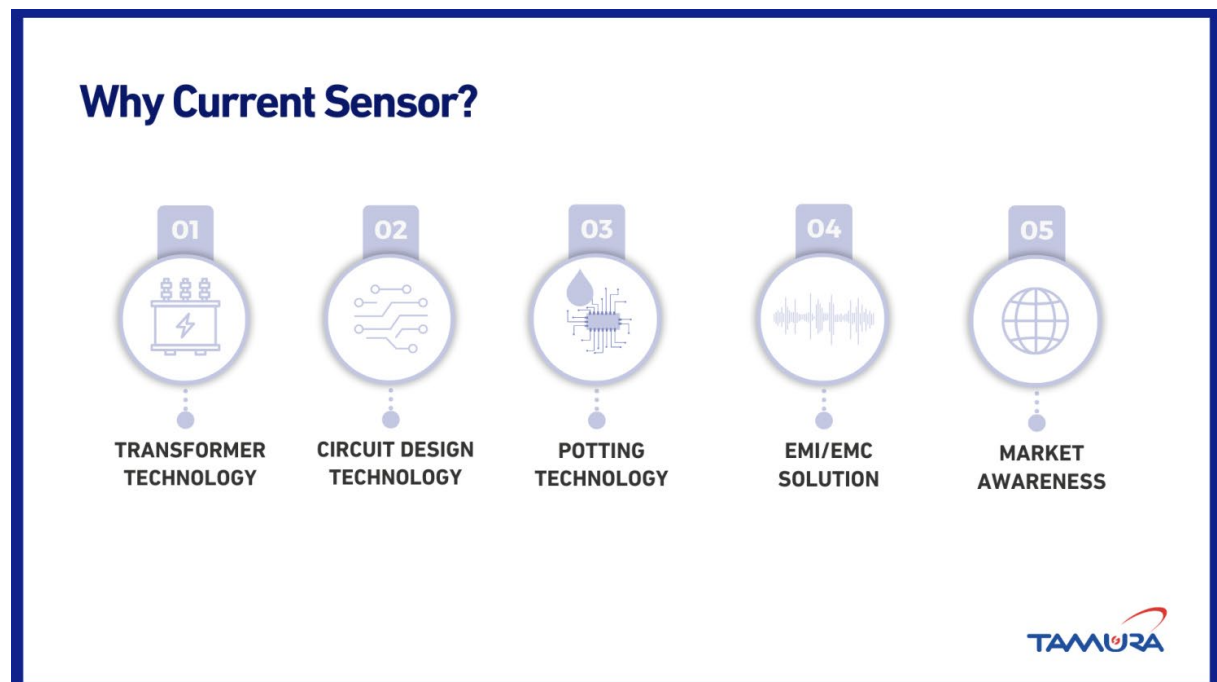 Why Current Sensor?
01
02
03
04
05
TRANSFORMER
TECHNOLOGY
CIRCUIT DESIGN
TECHNOLOGY
POTTING
TECHNOLOGY
EMI/EMC
SOLUTION
MARKET
AWARENESS
TAMURA